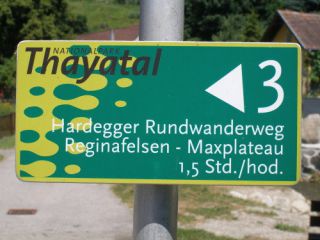 NATIONALPARK
Thayatal
3
Hardegger Rundwanderweg
Reginafelsen - Maxplateau
1,5 Std./hod.